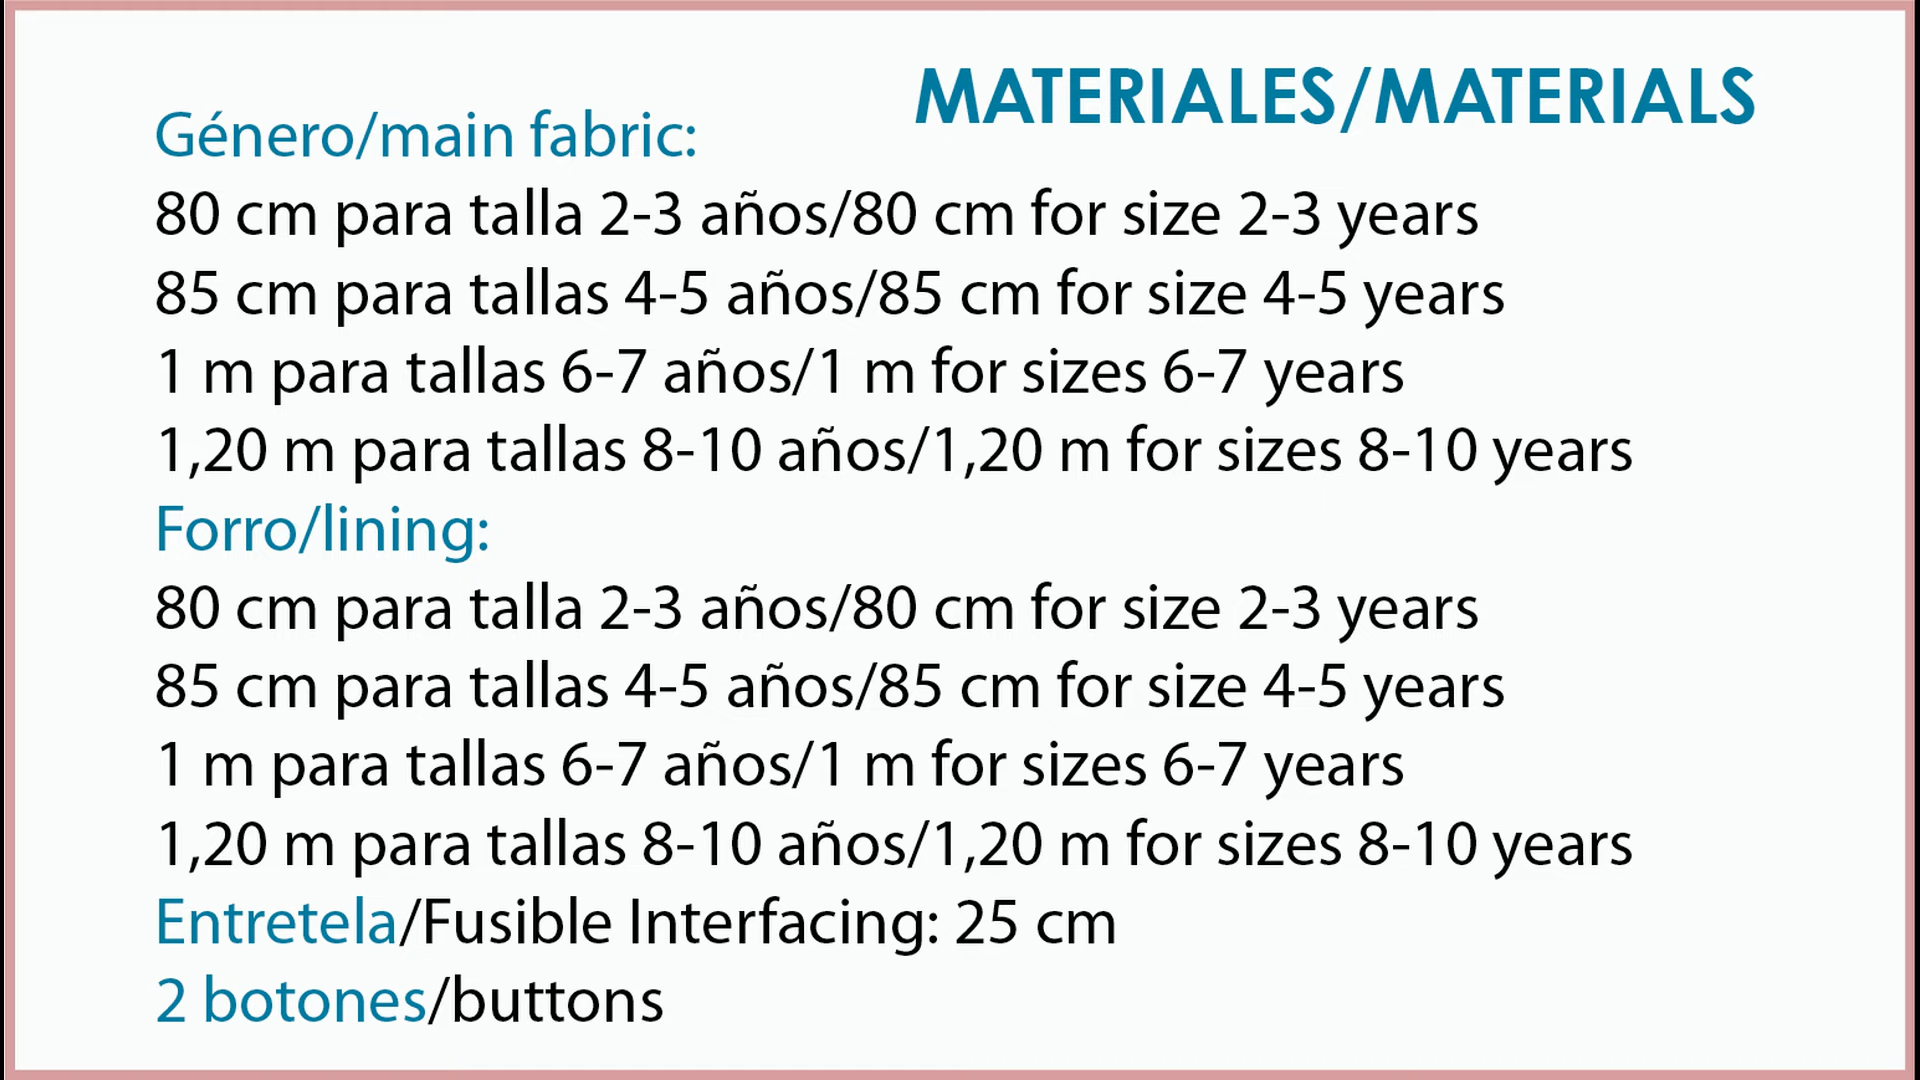 MATERIALES/MATERIALS
Género/main fabric:
80 cm para talla 2-3 años/80 cm for size 2-3 years
85 cm para tallas 4-5 años/85 cm for size 4-5 years
1 m para tallas 6-7 años/1 m for sizes 6-7 years
1,20 m para tallas 8-10 años/1,20 m for sizes 8-10 years
Forro/lining:
80 cm para talla 2-3 años/80 cm for size 2-3 years
85 cm para tallas 4-5 años/85 cm for size 4-5 years
1 m para tallas 6-7 años/1 m for sizes 6-7 years
1,20 m para tallas 8-10 años/1,20 m for sizes 8-10 years
Entretela/Fusible Interfacing: 25 cm
2 botones/buttons